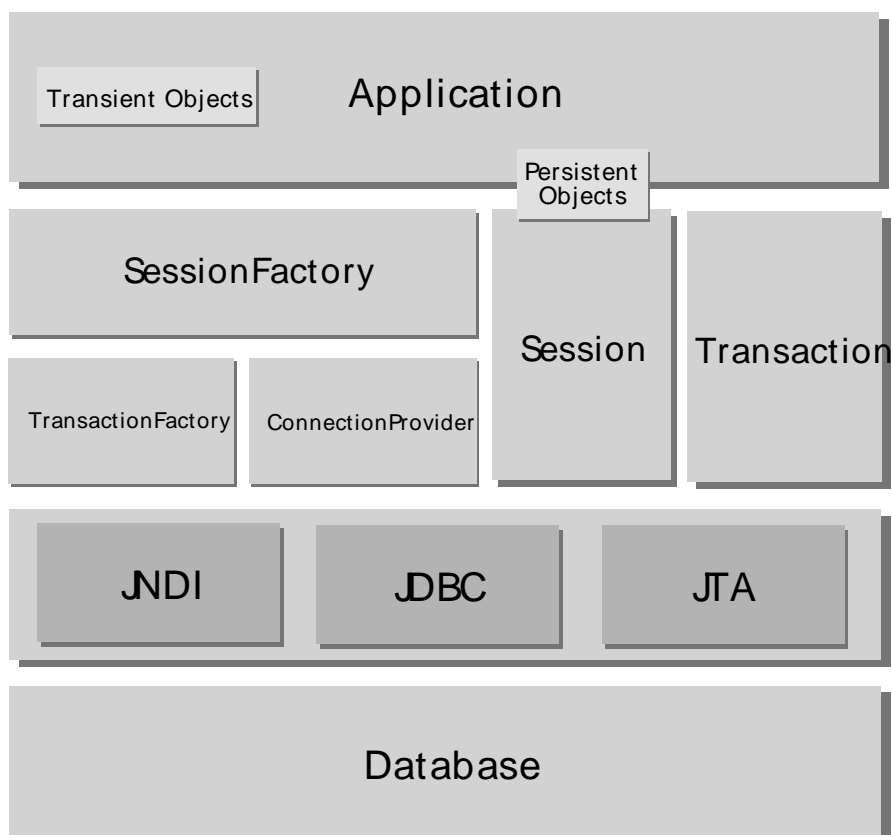 Application
Transient Objects
Persistent
Objects
SessionFactory
Session
Transaction
TransactionFactory
ConnectionProvider
JNDI
JDBC
JTA
Database